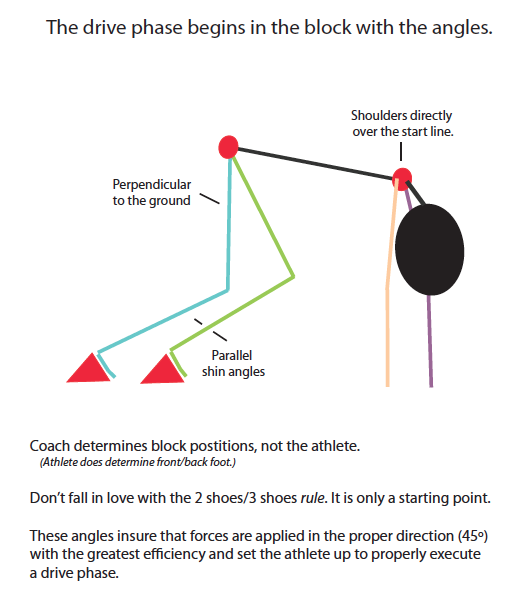 The drive phase begins in the block with the angles.
Shoulders directly
over the start line.
Perpendicular
to the ground
Parallel
shin angles
Coach determines block postitions, not the athlete.
(Athlete does determine front/back foot.)
Don't fall in love with the 2 shoes/3 shoes rule. It is only a starting point.
These angles insure that forces are applied in the proper direction (45º)
with the greatest efficiency and set the athlete up to properly execute
a drive phase.